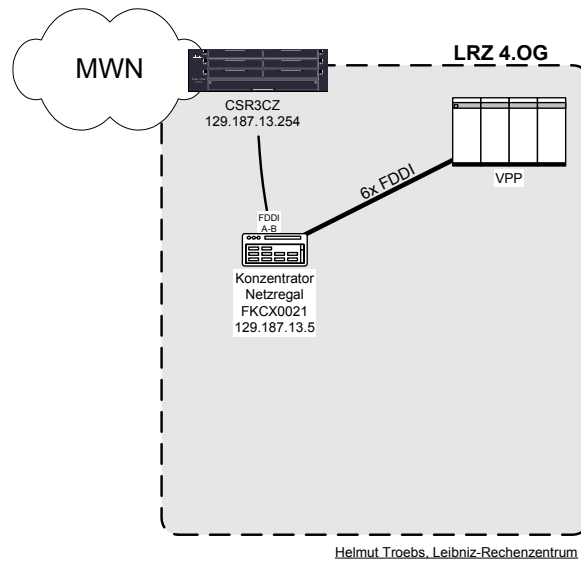 MWN
LRZ 4.OG
CSR3CZ
129.187.13.254
6x FDDI
VPP
FDDI
A-B
Konzentrator
Netzregal
FKCX0021
129.187.13.5
Helmut Troebs, Leibniz-Rechenzentrum